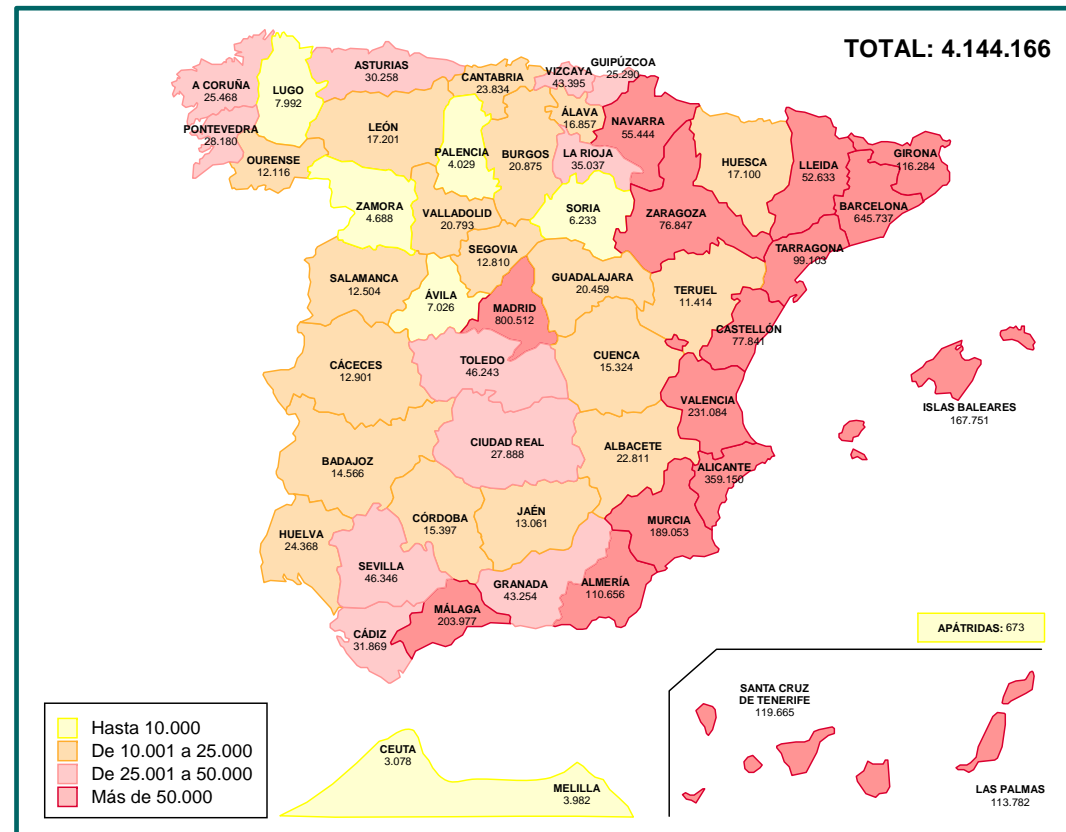 TOTAL: 4.144.166
A CORUÑA
25.468
LUGO
7.992
ASTURIAS
30.258
CANTABRIA
23.834
VIZCAYA
43.395
GUIPÚZCOA
25.290
PONTEVEDRA
28.180
OURENSE
12.116
LEÓN
17.201
PALENCIA
4.029
BURGOS
20.875
ÁLAVA
16.857
LA RIOJA
35.037
NAVARRA
55.444
HUESCA
17.100
LLEIDA
52.633
GIRONA
116.284
BARCELONA
645.737
ZAMORA
4.688
VALLADOLID
20.793
SORIA
6.233
ZARAGOZA
76.847
TARRAGONA
99.103
SALAMANCA
12.504
ÁVILA
7.026
SEGOVIA
12.810
GUADALAJARA
20.459
TERUEL
11.414
MADRID
800.512
CASTELLÓN
77.841
CÁCECES
12.901
TOLEDO
46.243
CUENCA
15.324
VALENCIA
231.084
ISLAS BALEARES
167.751
BADAJOZ
14.566
CIUDAD REAL
27.888
ALBACETE
22.811
ALICANTE
359.150
HUELVA
24.368
SEVILLA
46.346
CÓRDOBA
15.397
JAÉN
13.061
MURCIA
189.053
GRANADA
43.254
ALMERÍA
110.656
CÁDIZ
31.869
MÁLAGA
203.977
APÁTRIDAS: 673
SANTA CRUZ
DE TENERIFE
119.665
LAS PALMAS
113.782
CEUTA
3.078
MELILLA
3.982
Hasta 10.000
De 10.001 a 25.000
De 25.001 a 50.000
Más de 50.000